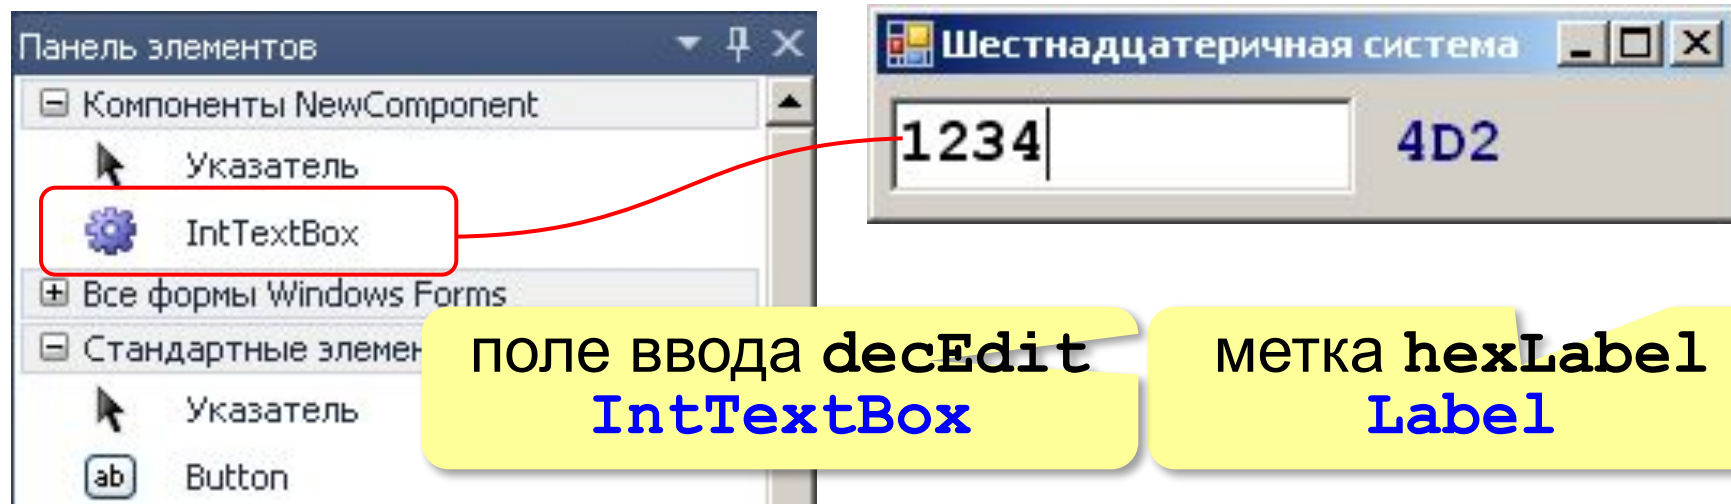 Панель элементов
Компоненты NewComponent
Указатель
IntTextBox
Все формы Windows Forms
Стандартные элемен
Указатель
ab Button
Шестнадцатеричная система
1234 4D2
поле ввода decEdit
IntTextBox
метка hexLabel
Label